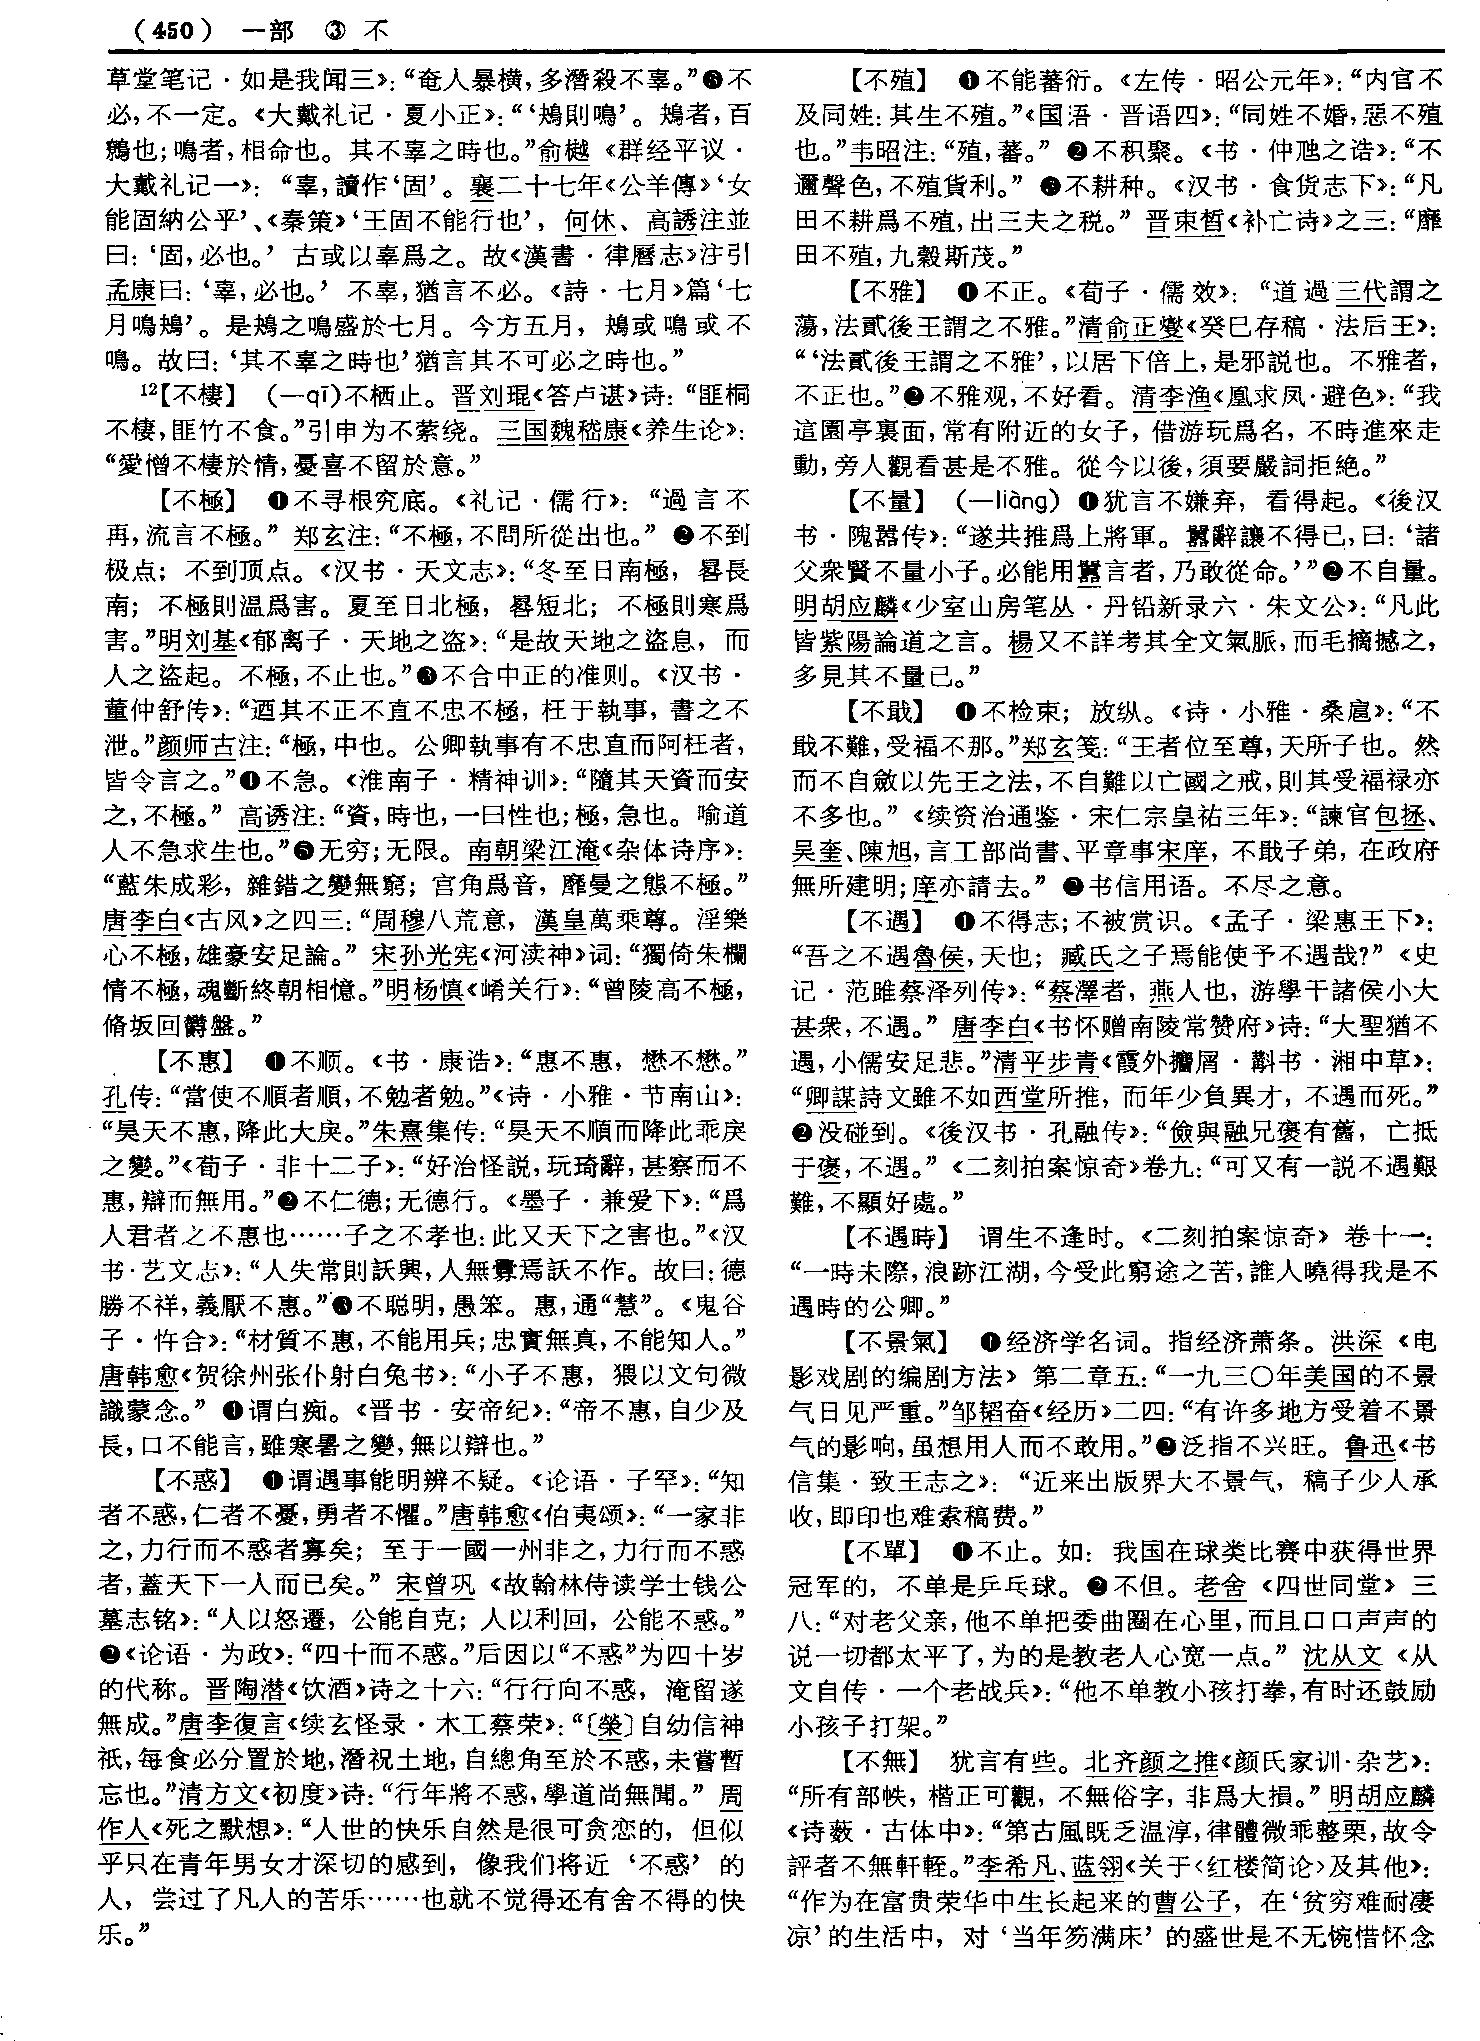 （450） 一部 ③ 不
草堂笔记·如是我闻三》：“奄人暴横，多潛殺不辜。”❸不
必，不一定。《大戴礼记·夏小正》：“‘鴂則鳴’。鴂者，百
鷯也；鳴者，相命也。其不辜之時也。”俞樾《群经平议·
大戴礼记一》：“辜，讀作‘固’。襄二十七年《公羊傳》‘女
能固納公乎’、《秦策》‘王固不能行也’，何休、高誘注並
曰：‘固，必也。’古或以辜爲之。故《漢書·律曆志》注引
孟康曰：‘辜，必也。’不辜，猶言不必。《詩·七月》篇‘七
月鳴鴂’。是鴂之鳴盛於七月。今方五月，鴂或鳴或不
鳴。故曰：‘其不辜之時也’猶言其不可必之時也。”
¹²【不棲】 (—qī)不栖止。晋刘琨《答卢谌》诗：“匪桐
不棲，匪竹不食。”引申为不萦绕。三国魏嵇康《养生论》：
“愛憎不棲於情，憂喜不留於意。”
【不極】 ❶不寻根究底。《礼记·儒行》：“過言不
再，流言不極。”郑玄注：“不極，不問所從出也。”❷不到
极点；不到顶点。《汉书·天文志》：“冬至日南極，晷長
南；不極則温爲害。夏至日北極，晷短北；不極則寒爲
害。”明刘基《郁离子·天地之盗》：“是故天地之盗息，而
人之盜起。不極，不止也。”❸不合中正的准则。《汉书·
董仲舒传》：“迺其不正不直不忠不極，枉于執事，書之不
泄。”颜师古注：“極，中也。公卿執事有不忠直而阿枉者，
皆令言之。”❹不急。《淮南子·精神训》：“隨其天資而安
之，不極。”高诱注：“資，時也，一曰性也；極，急也。喻道
人不急求生也。”❺无穷；无限。南朝梁江淹《杂体诗序》：
“藍朱成彩，雜錯之變無窮；宫角爲音，靡曼之態不極。”
唐李白《古风》之四三：“周穆八荒意，漢皇萬乘尊。淫樂
心不極，雄豪安足論。”宋孙光宪《河渎神》词：“獨倚朱欄
情不極，魂斷終朝相憶。”明杨慎《崤关行》：“曾陵高不極，
脩坂回欝盤。”
【不惠】 ❶不顺。《书·康诰》：“惠不惠，懋不懋。”
孔传：“當使不順者順，不勉者勉。”《诗·小雅·节南山》：
“昊天不惠，降此大戾。”朱熹集传：“昊天不順而降此乖戾
之變。”《荀子·非十二子》：“好治怪説，玩琦辭，甚察而不
惠，辯而無用。”❷不仁德；无德行。《墨子·兼爱下》：“爲
人君者之不惠也……子之不孝也：此又天下之害也。”《汉
书·艺文志》：“人失常則訞興，人無釁焉訞不作。故曰：德
勝不祥，義厭不惠。”❸不聪明，愚笨。惠，通“慧”。《鬼谷
子·忤合》：“材質不惠，不能用兵；忠實無真，不能知人。”
唐韩愈《贺徐州张仆射白兔书》：“小子不惠，猥以文句微
識蒙念。”❹谓白痴。《晋书·安帝纪》：“帝不惠，自少及
長，口不能言，雖寒暑之變，無以辯也。”
【不惑】 ❶谓遇事能明辨不疑。《论语·子罕》：“知
者不惑，仁者不憂，勇者不懼。”唐韩愈《伯夷颂》：“一家非
之，力行而不惑者寡矣；至于一國一州非之，力行而不惑
者，蓋天下一人而已矣。”宋曾巩《故翰林侍读学士钱公
墓志铭》：“人以怒遷，公能自克；人以利回，公能不惑。”
❷《论语·为政》：“四十而不惑。”后因以“不惑”为四十岁
的代称。晋陶潜《饮酒》诗之十六：“行行向不惑，淹留遂
無成。”唐李復言《续玄怪录·木工蔡荣》：“〔榮〕自幼信神
祇，每食必分置於地，潛祝土地，自總角至於不惑，未嘗暫
忘也。”清方文《初度》诗：“行年將不惑，學道尚無聞。”周
作人《死之默想》：“人世的快乐自然是很可贪恋的，但似
乎只在青年男女才深切的感到，像我们将近‘不惑’的
人，尝过了凡人的苦乐……也就不觉得还有舍不得的快
乐。”
【不殖】 ❶不能蕃衍。《左传·昭公元年》：“内官不
及同姓：其生不殖。”《国语·晋语四》：“同姓不婚，惡不殖
也。”韦昭注：“殖，蕃。”❷不积聚。《书·仲虺之诰》：“不
邇聲色，不殖貨利。”❸不耕种。《汉书·食货志下》：“凡
田不耕爲不殖，出三夫之税。”晋束皙《补亡诗》之三：“靡
田不殖，九穀斯茂。”
【不雅】 ❶不正。《荀子·儒效》：“道過三代謂之
蕩，法貳後王謂之不雅。”清俞正燮《癸巳存稿·法后王》：
“‘法貳後王謂之不雅’，以居下倍上，是邪説也。不雅者，
不正也。”❷不雅观，不好看。清李渔《凰求凤·避色》：“我
這園亭裏面，常有附近的女子，借游玩爲名，不時進來走
動，旁人觀看甚是不雅。從今以後，須要嚴詞拒絶。”
【不量】 (—liàng) ❶犹言不嫌弃，看得起。《後汉
书·隗嚣传》：“遂共推爲上將軍。囂辭讓不得已，曰：‘諸
父衆賢不量小子。必能用囂言者，乃敢從命。’”❷不自量。
明胡应麟《少室山房笔丛·丹铅新录六·朱文公》：“凡此
皆紫陽論道之言。楊又不詳考其全文氣脈，而毛摘撼之，
多見其不量已。”
【不戢】 ❶不检束；放纵。《诗·小雅·桑扈》：“不
戢不難，受福不那。”郑玄笺：“王者位至尊，天所子也。然
而不自斂以先王之法，不自難以亡國之戒，則其受福禄亦
不多也。”《续资治通鉴·宋仁宗皇祐三年》：“諫官包拯、
吴奎、陳旭，言工部尚書、平章事宋庠，不戢子弟，在政府
無所建明；庠亦請去。”❷书信用语。不尽之意。
【不遇】 ❶不得志；不被赏识。《孟子·梁惠王下》：
“吾之不遇魯侯，天也；臧氏之子焉能使予不遇哉？”《史
记·范雎蔡泽列传》：“蔡澤者，燕人也，游學干諸侯小大
甚衆，不遇。”唐李白《书怀赠南陵常赞府》诗：“大聖猶不
遇，小儒安足悲。”清平步青《霞外攟屑·斠书·湘中草》：
“卿謀詩文雖不如西堂所推，而年少負異才，不遇而死。”
❷没碰到。《後汉书·孔融传》：“儉與融兄褒有舊，亡抵
于褒，不遇。”《二刻拍案惊奇》卷九：“可又有一説不遇艱
難，不顯好處。”
【不遇時】 谓生不逢时。《二刻拍案惊奇》卷十一：
“一時未際，浪跡江湖，今受此窮途之苦，誰人曉得我是不
遇時的公卿。”
【不景氣】 ❶经济学名词。指经济萧条。洪深《电
影戏剧的编剧方法》第二章五：“一九三〇年美国的不景
气日见严重。”邹韬奋《经历》二四：“有许多地方受着不景
气的影响，虽想用人而不敢用。”❷泛指不兴旺。鲁迅《书
信集·致王志之》：“近来出版界大不景气，稿子少人承
收，即印也难索稿费。”
【不單】 ❶不止。如：我国在球类比赛中获得世界
冠军的，不单是乒乓球。❷不但。老舍《四世同堂》三
八：“对老父亲，他不单把委曲圈在心里，而且口口声声的
说一切都太平了，为的是教老人心宽一点。”沈从文《从
文自传·一个老战兵》：“他不单教小孩打拳，有时还鼓励
小孩子打架。”
【不無】 犹言有些。北齐颜之推《颜氏家训·杂艺》：
“所有部帙，楷正可觀，不無俗字，非爲大損。”明胡应麟
《诗薮·古体中》：“第古風既乏温淳，律體微乖整栗，故令
評者不無軒輊。”李希凡、蓝翎《关于〈红楼简论〉及其他》：
“作为在富贵荣华中生长起来的曹公子，在‘贫穷难耐凄
凉’的生活中，对‘当年笏满床’的盛世是不无惋惜怀念